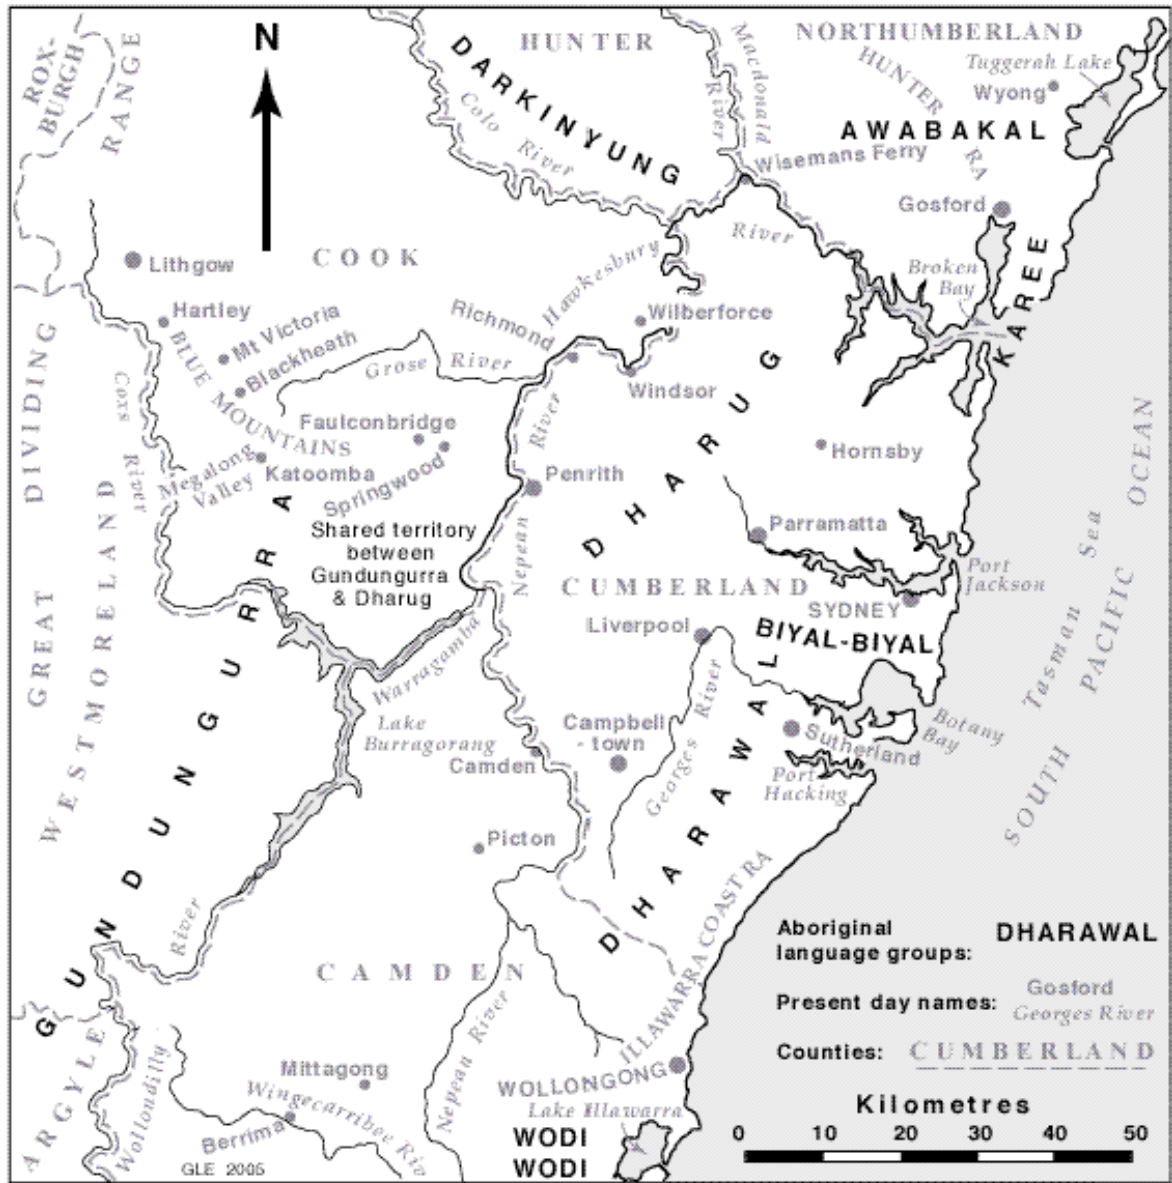 N
ROX-
BURGH
RANGE
HUNTER
DARKINYUNG
Colo
River
Macdonald
River
NORTHUMBERLAND
HUNTER
RA
Tuggerah Lake
Wyong
AWABAKAL
Wisemans Ferry
Gosford
River
Broken
Bay
KAREE
COOK
Lithgow
Hartley
Mt Victoria
Blackheath
BLUE
MOUNTAINS
Richmond
Hawkesbury
Wilberforce
Windsor
Grose River
Faulconbridge
Springwood
Katoomba
Megalong
Valley
Coxs
River
GREAT DIVIDING
WESTMORELAND
Shared territory
between
Gundungurra
& Dharug
GUNDUNGURRA
River
Penrith
Nepean
DHARUG
Hornsby
Parramatta
CUMBERLAND
SYDNEY
Port
Jackson
Liverpool
BIYAL-BIYAL
Warragamba
Lake
Burragorang
Camden
Campbell
-town
Georges River
DHARAWAL
Sutherland
Botany
Bay
Port
Hacking
Tasman Sea
SOUTH PACIFIC OCEAN
Picton
River
CAMDEN
ILLAWARRA COAST RA
Nepean River
ARGYLE
Wollondilly
Mittagong
Wingecarribee Riv
Berrima
GLE 2005
WOLLONGONG
Lake Illawarra
WODI
WODI
Aboriginal
language groups: DHARAWAL
Present day names: Gosford
Georges River
Counties: CUMBERLAND
Kilometres
0 10 20 30 40 50